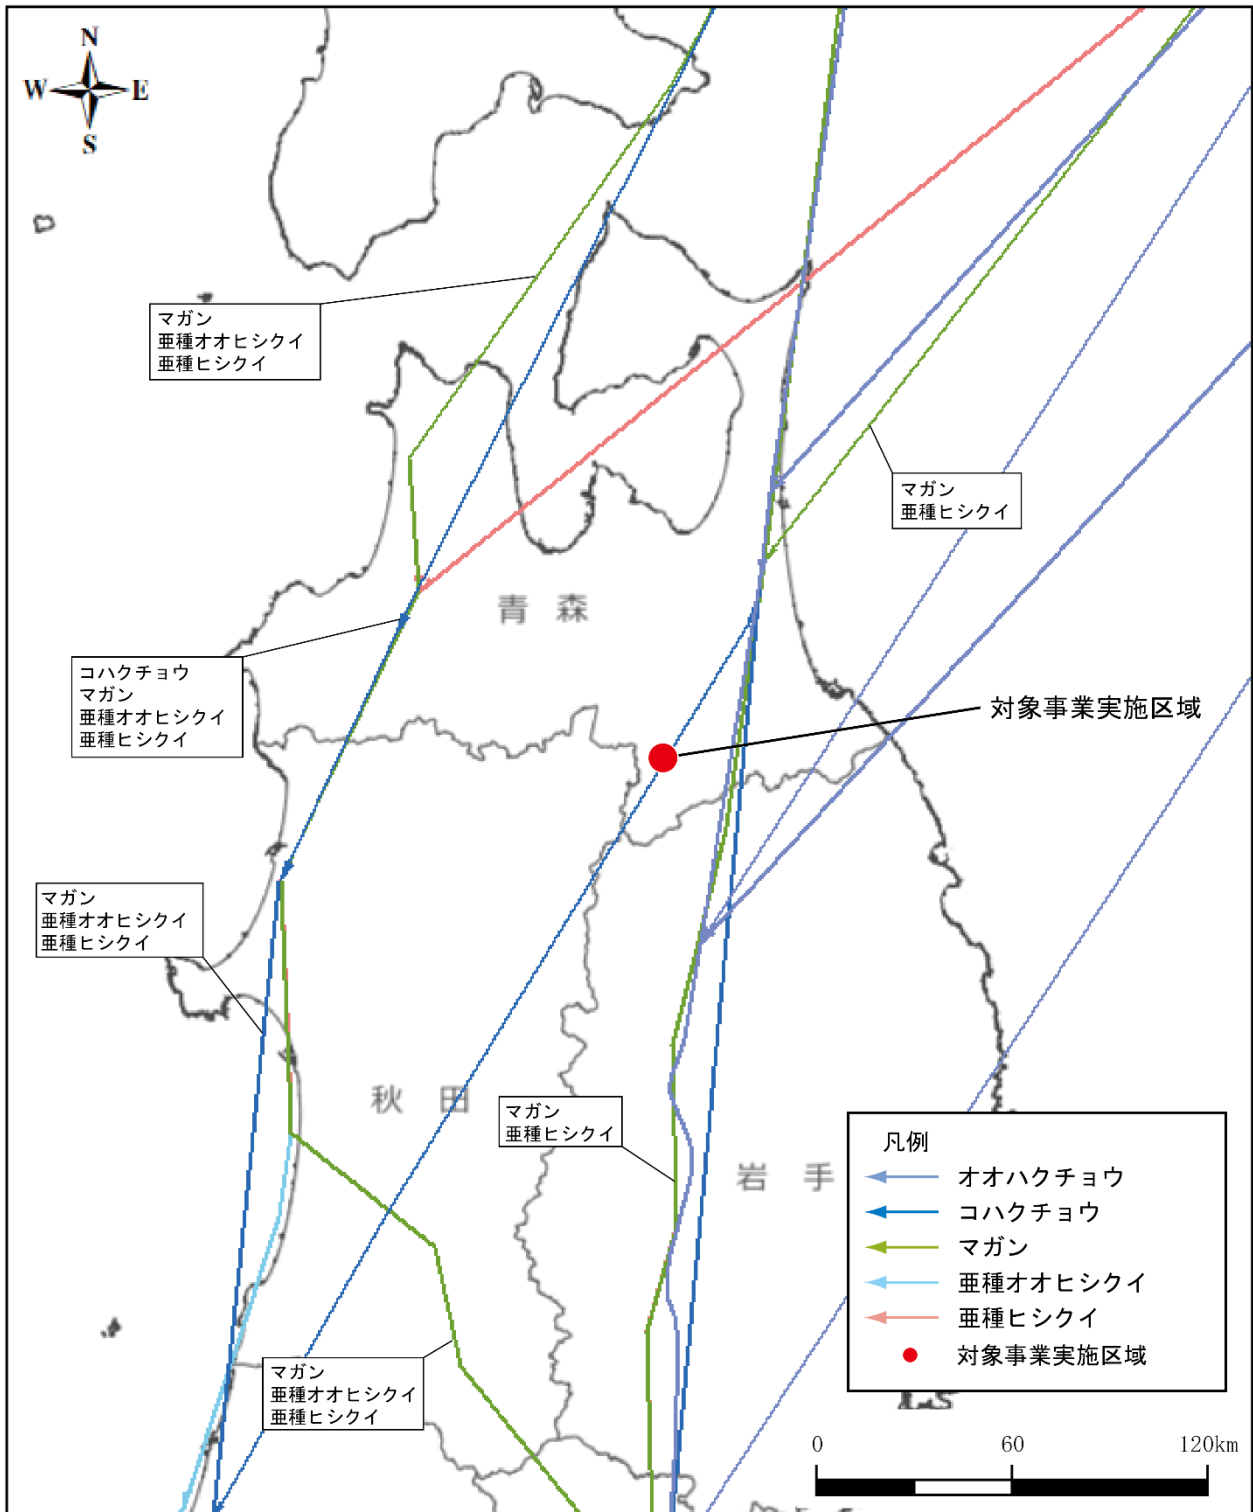 N
W E
S
マガン
亜種オオヒシクイ
亜種ヒシクイ
マガン
亜種ヒシクイ
青 森
コハクチョウ
マガン
亜種オオヒシクイ
亜種ヒシクイ
対象事業実施区域
マガン
亜種オオヒシクイ
亜種ヒシクイ
秋 田
マガン
亜種ヒシクイ
岩 手
凡例
オオハクチョウ
コハクチョウ
マガン
亜種オオヒシクイ
亜種ヒシクイ
対象事業実施区域
マガン
亜種オオヒシクイ
亜種ヒシクイ
0 60 120km